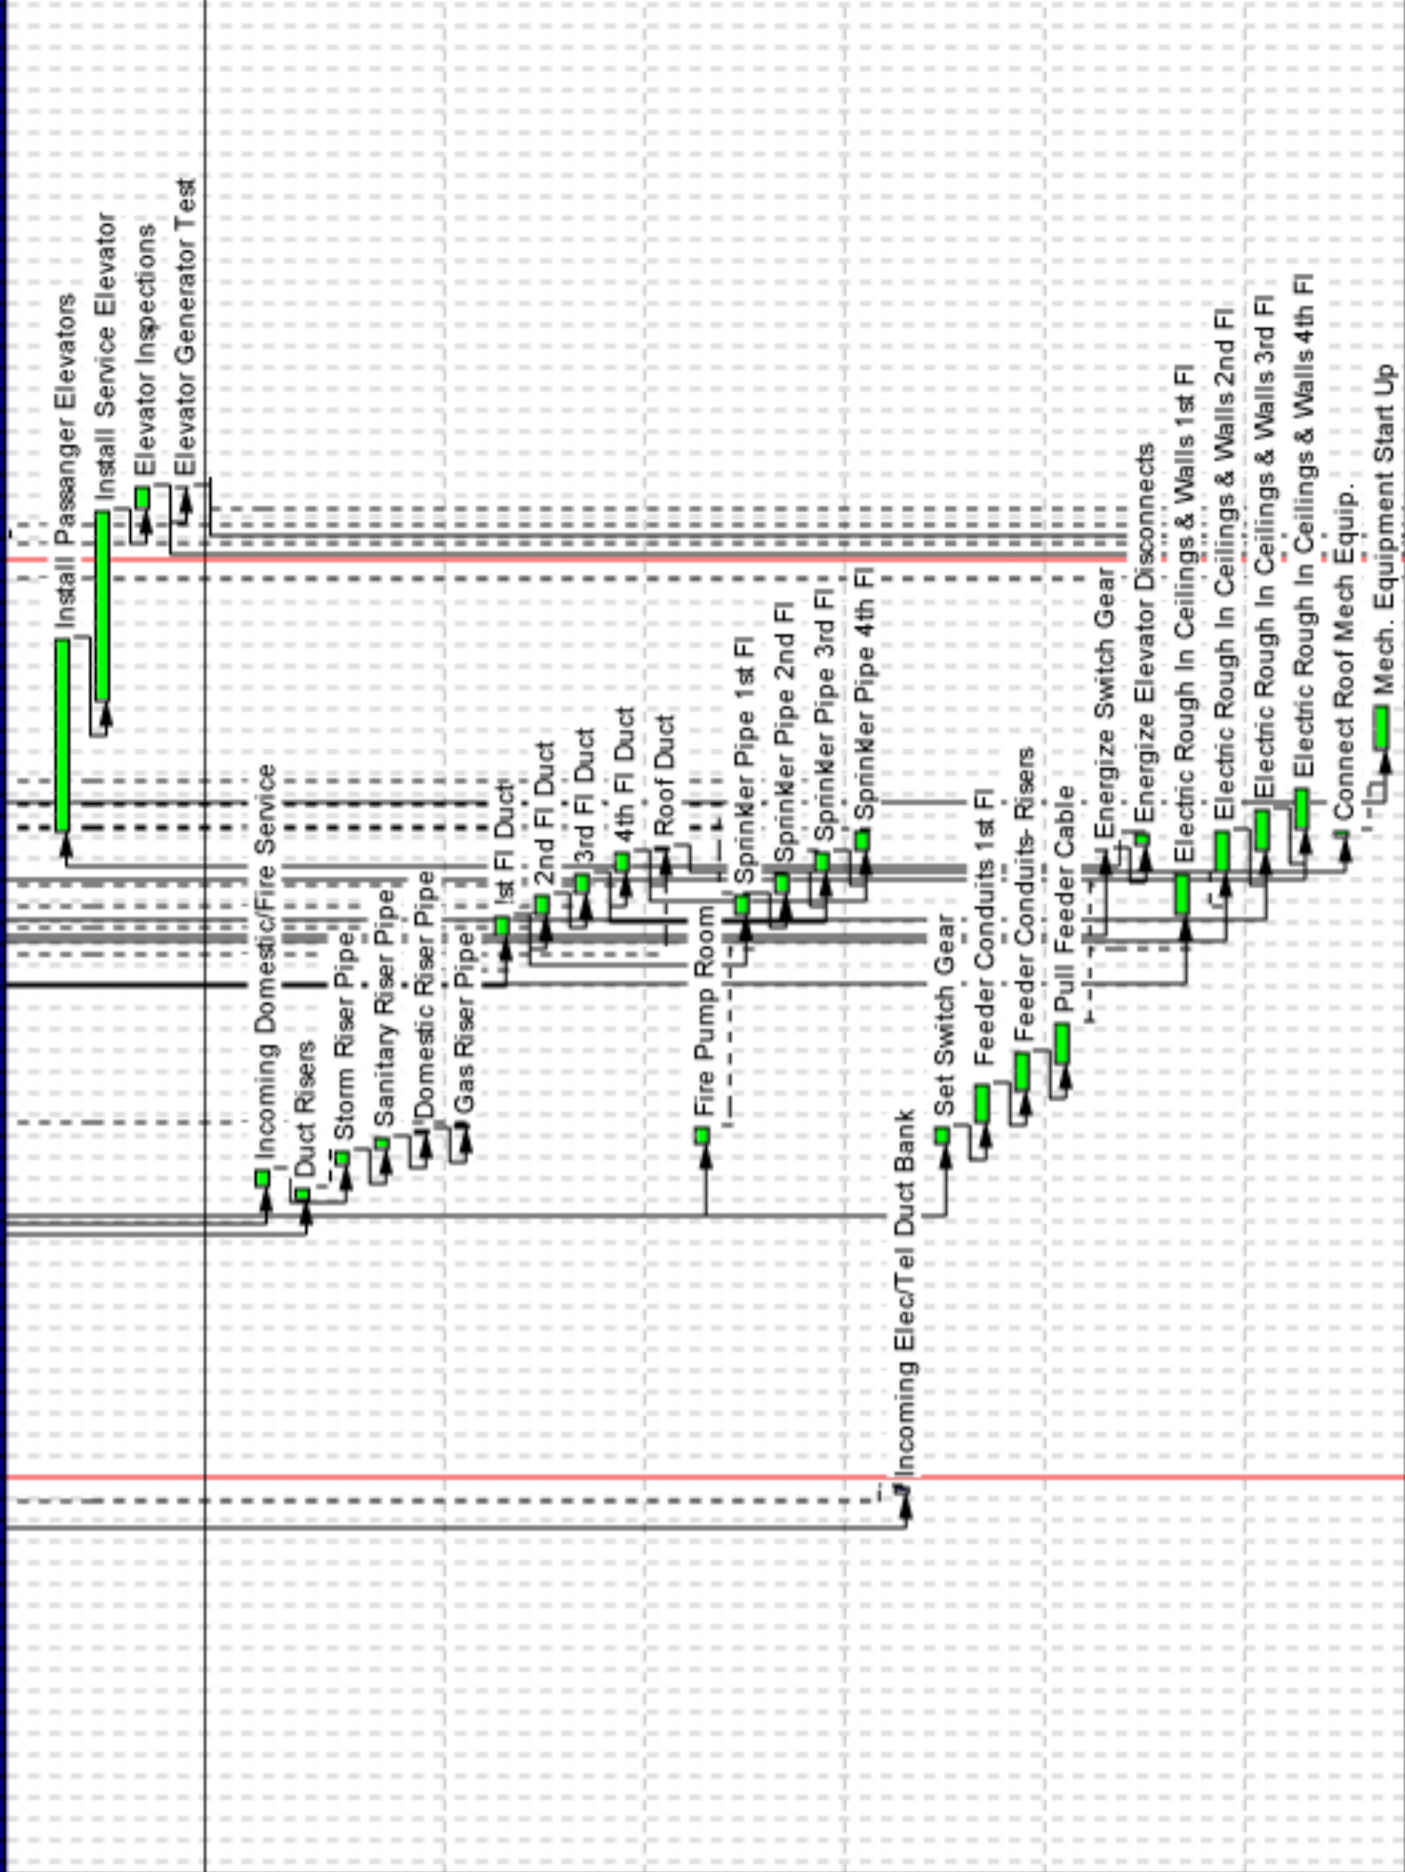 Install Passanger Elevators
Install Service Elevator
Elevator Inspections
Elevator Generator Test
Incoming Domestic/Fire Service
Duct Risers
Storm Riser Pipe
Sanitary Riser Pipe
Domestic Riser Pipe
Gas Riser Pipe
1st Fl Duct
2nd Fl Duct
3rd Fl Duct
4th Fl Duct
Roof Duct
Fire Pump Room
Sprinkler Pipe 1st Fl
Sprinkler Pipe 2nd Fl
Sprinkler Pipe 3rd Fl
Sprinkler Pipe 4th Fl
Incoming Elec/Tel Duct Bank
Set Switch Gear
Feeder Conduits 1st Fl
Feeder Conduits- Risers
Pull Feeder Cable
Energize Switch Gear
Energize Elevator Disconnects
Electric Rough In Ceilings & Walls 1st Fl
Electric Rough In Ceilings & Walls 2nd Fl
Electric Rough In Ceilings & Walls 3rd Fl
Electric Rough In Ceilings & Walls 4th Fl
Connect Roof Mech Equip.
Mech. Equipment Start Up